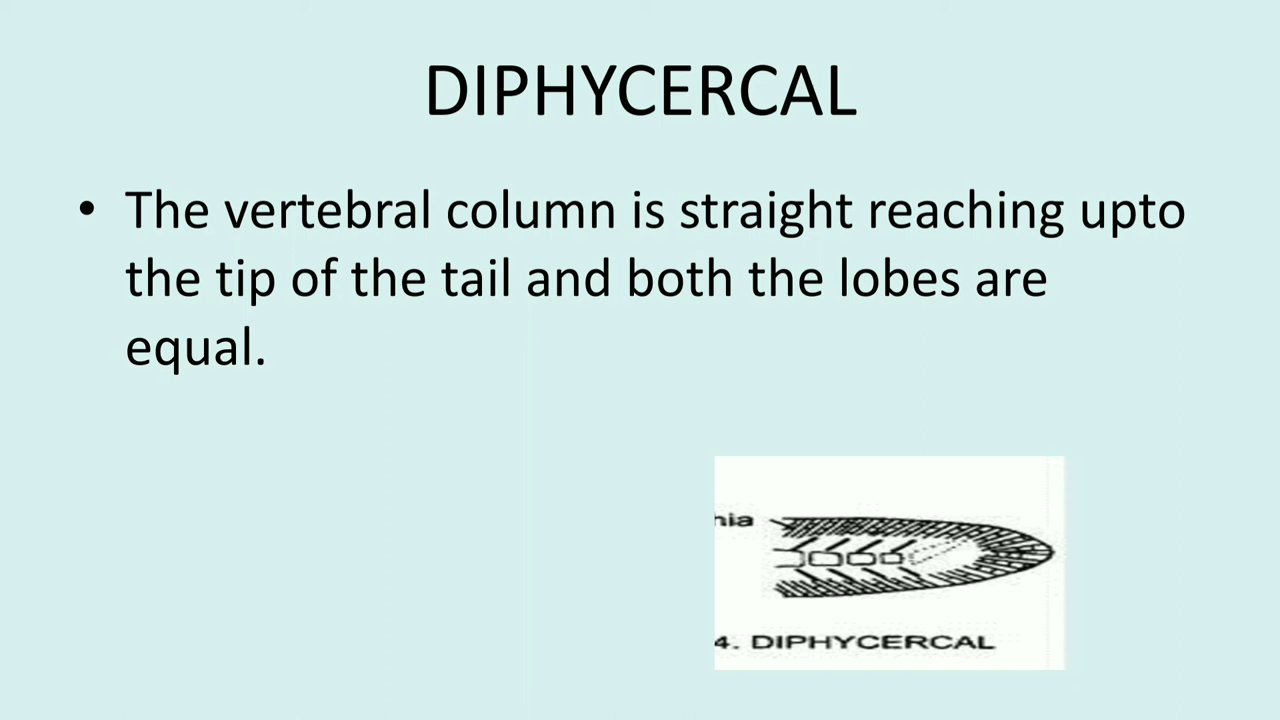 DIPHYCERCAL
• The vertebral column is straight reaching upto
the tip of the tail and both the lobes are
equal.
hia
4. DIPHYCERCAL